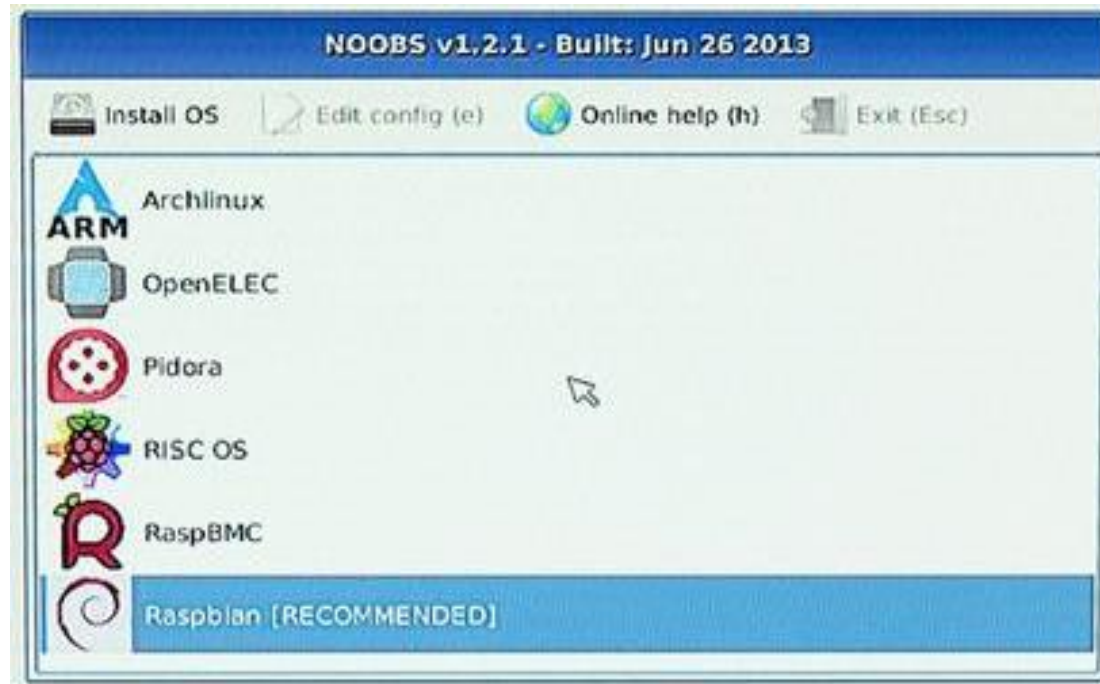 NOOBS v1.2.1 - Built: Jun 26 2013
Install OS Edit config (e) Online help (h) Exit (Esc)
Archlinux
ARM
OpenELEC
Pidora
RISC OS
RaspBMC
Raspbian [RECOMMENDED]